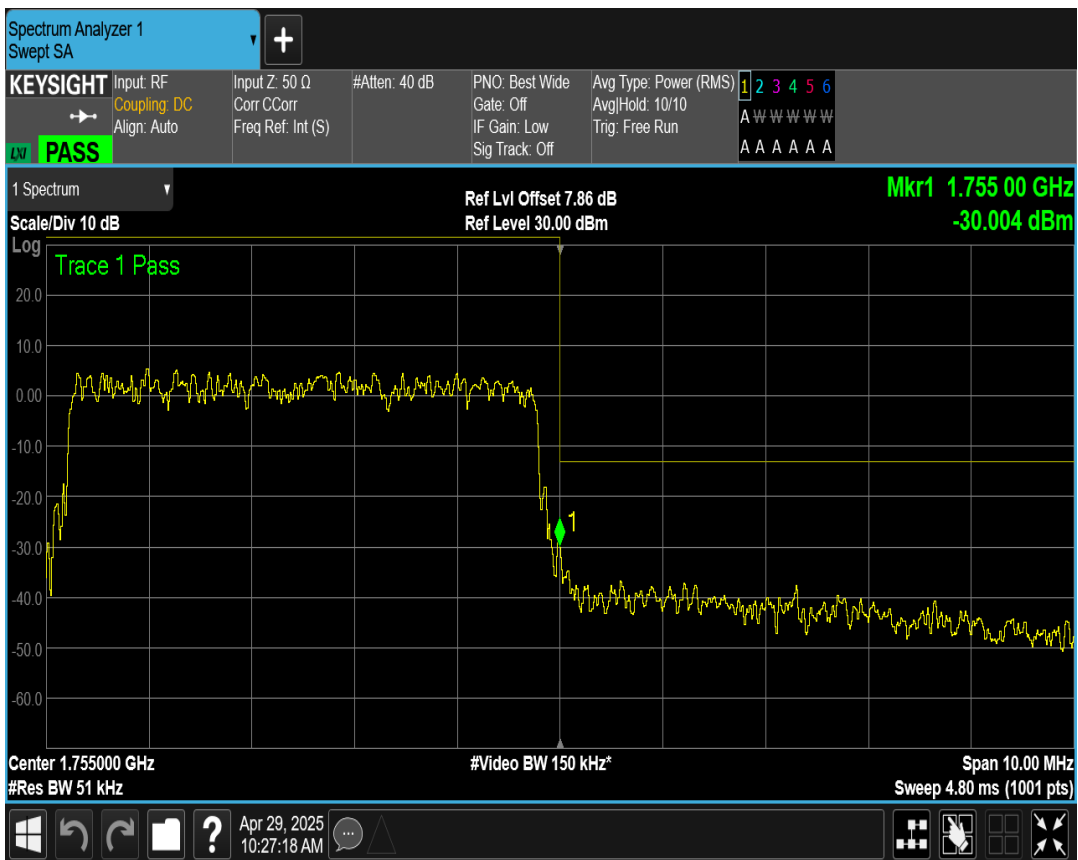 Spectrum Analyzer 1
Swept SA
KEYSIGHT
LXI
PASS
Input: RF
Coupling: DC
Align: Auto
Input Z: 50 Ω
Corr CCorr
Freq Ref: Int (S)
#Atten: 40 dB
PNO: Best Wide
Gate: Off
IF Gain: Low
Sig Track: Off
Avg Type: Power (RMS)
Avg|Hold: 10/10
Trig: Free Run
1 2 3 4 5 6
A W W W W W
A A A A A A
1 Spectrum
Scale/Div 10 dB
Ref Lvl Offset 7.86 dB
Ref Level 30.00 dBm
Mkr1 1.755 00 GHz
-30.004 dBm
Log
Trace 1 Pass
20.0
10.0
0.00
-10.0
-20.0
1
-30.0
-40.0
-50.0
-60.0
Center 1.755000 GHz
#Video BW 150 kHz*
Span 10.00 MHz
#Res BW 51 kHz
Sweep 4.80 ms (1001 pts)
?
Apr 29, 2025
10:27:18 AM